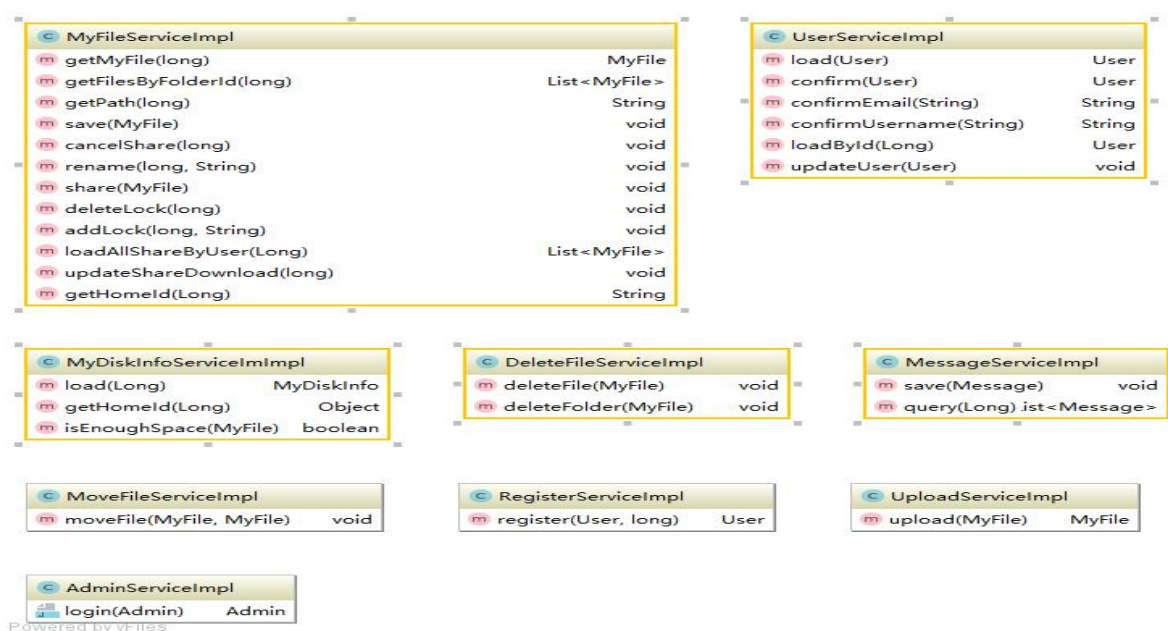 MyFileServiceImpl
getMyFile(long) MyFile
getFilesByFolderId(long) List<MyFile>
getPath(long) String
save(MyFile) void
cancelShare(long) void
rename(long, String) void
share(MyFile) void
deleteLock(long) void
addLock(long, String) void
loadAllShareByUser(Long) List<MyFile>
updateShareDownload(long) void
getHomeId(Long) String
UserServiceImpl
load(User) User
confirm(User) User
confirmEmail(String) String
confirmUsername(String) String
loadById(Long) User
updateUser(User) void
MyDiskInfoServiceImImpl
load(Long) MyDiskInfo
getHomeId(Long) Object
isEnoughSpace(MyFile) boolean
DeleteFileServiceImpl
deleteFile(MyFile) void
deleteFolder(MyFile) void
MessageServiceImpl
save(Message) void
query(Long) .ist<Message>
MoveFileServiceImpl
moveFile(MyFile, MyFile) void
RegisterServiceImpl
register(User, long) User
UploadServiceImpl
upload(MyFile) MyFile
AdminServiceImpl
login(Admin) Admin
Powered by yFiles